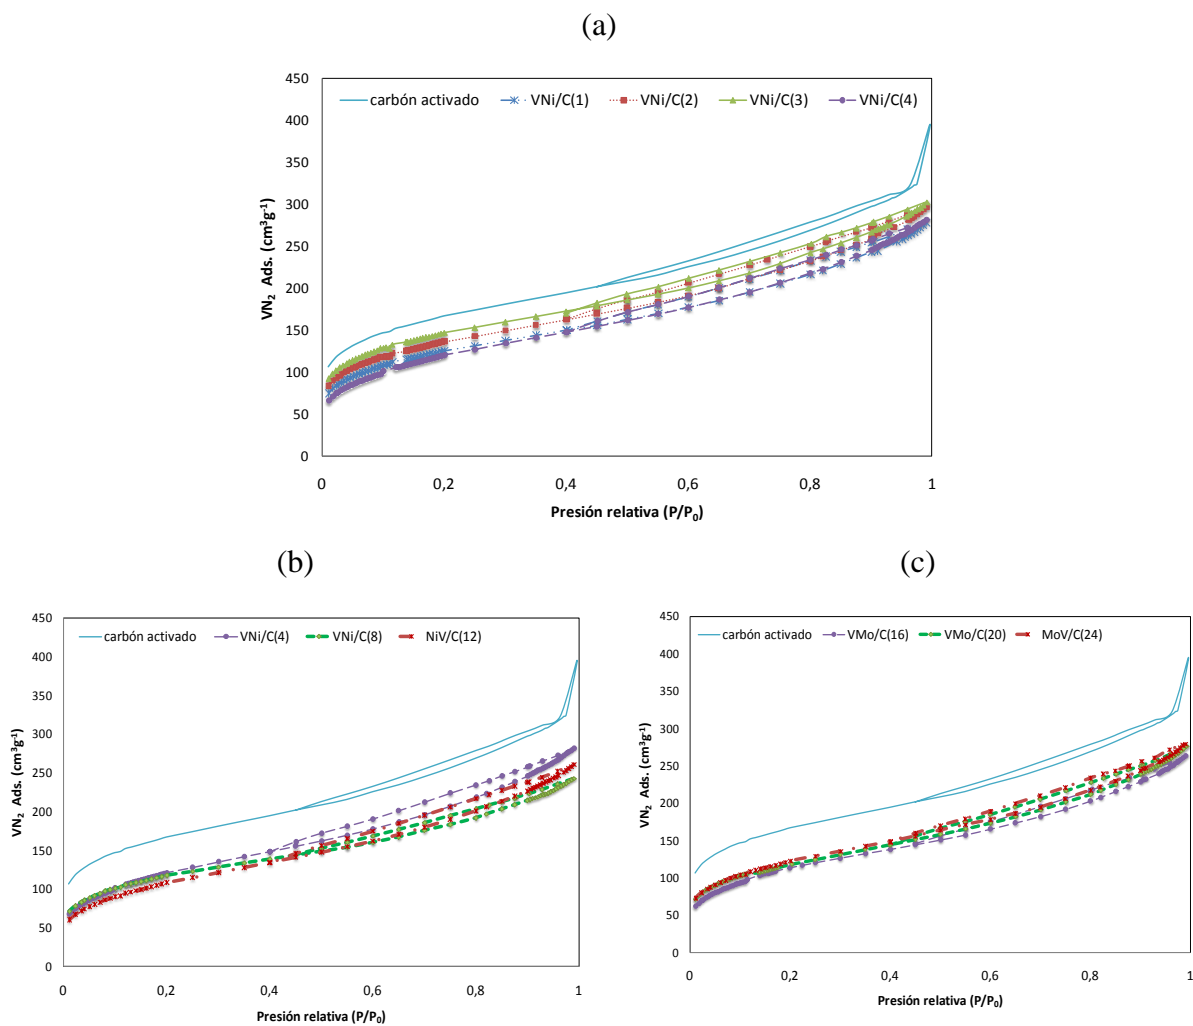 (a)
450
400
350
300
250
200
150
100
50
0
VN₂ Ads. (cm³g⁻¹)
carbón activado VNi/C(1) VNi/C(2) VNi/C(3) VNi/C(4)
0 0,2 0,4 0,6 0,8 1
Presión relativa (P/P₀)
(b)
450
400
350
300
250
200
150
100
50
0
VN₂ Ads. (cm³g⁻¹)
carbón activado VNi/C(4) VNi/C(8) NiV/C(12)
0 0,2 0,4 0,6 0,8 1
Presión relativa (P/P₀)
(c)
450
400
350
300
250
200
150
100
50
0
VN₂ Ads. (cm³g⁻¹)
carbón activado VMo/C(16) VMo/C(20) MoV/C(24)
0 0,2 0,4 0,6 0,8 1
Presión relativa (P/P₀)